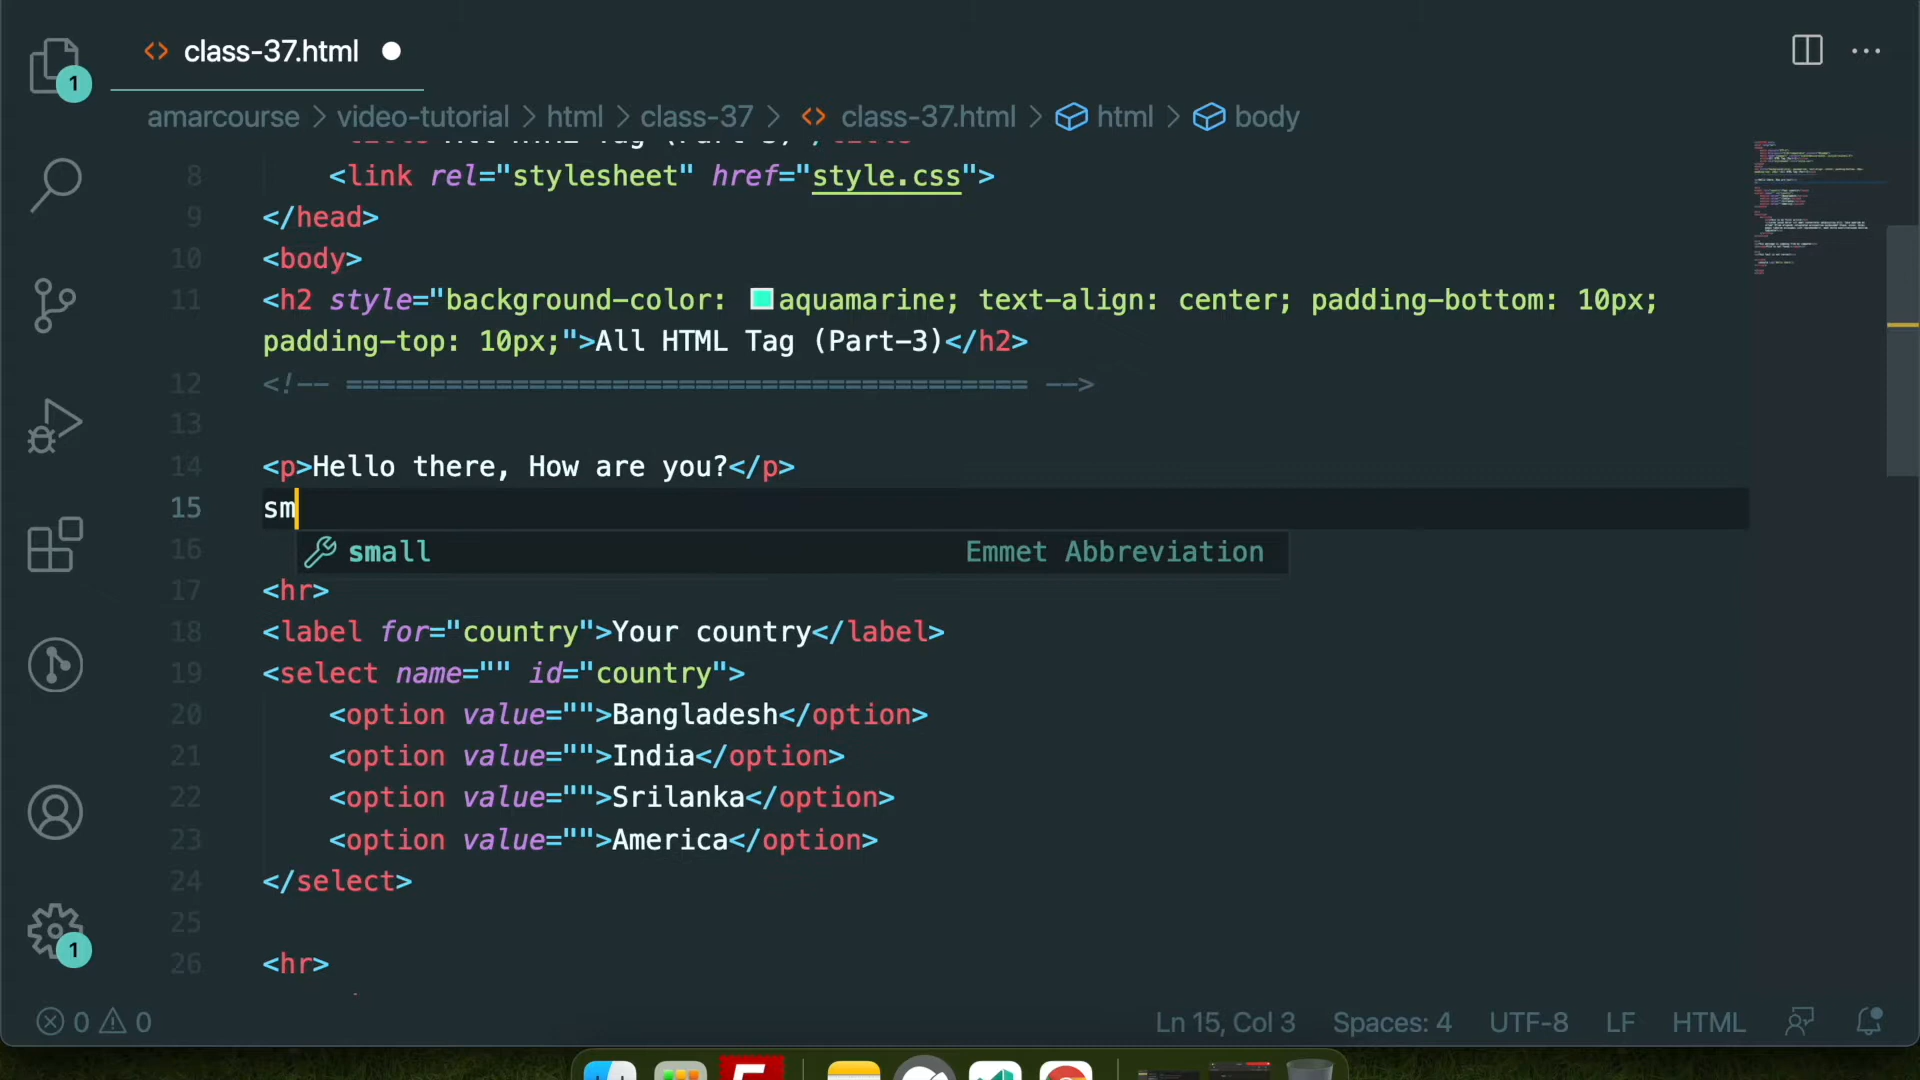 class-37.html
1
amarcourse > video-tutorial > html > class-37 > class-37.html > html > body
8 <link rel="stylesheet" href="style.css">
9 </head>
10 <body>
11 <h2 style="background-color: aquamarine; text-align: center; padding-bottom: 10px;
padding-top: 10px;">All HTML Tag (Part-3)</h2>
12 <!-- ========================================= -->
13
14 <p>Hello there, How are you?</p>
15 sm
16 small Emmet Abbreviation
17 <hr>
18 <label for="country">Your country</label>
19 <select name="" id="country">
20 <option value="">Bangladesh</option>
21 <option value="">India</option>
22 <option value="">Srilanka</option>
23 <option value="">America</option>
24 </select>
25
26 <hr>
1
0 0 Ln 15, Col 3 Spaces: 4 UTF-8 LF HTML